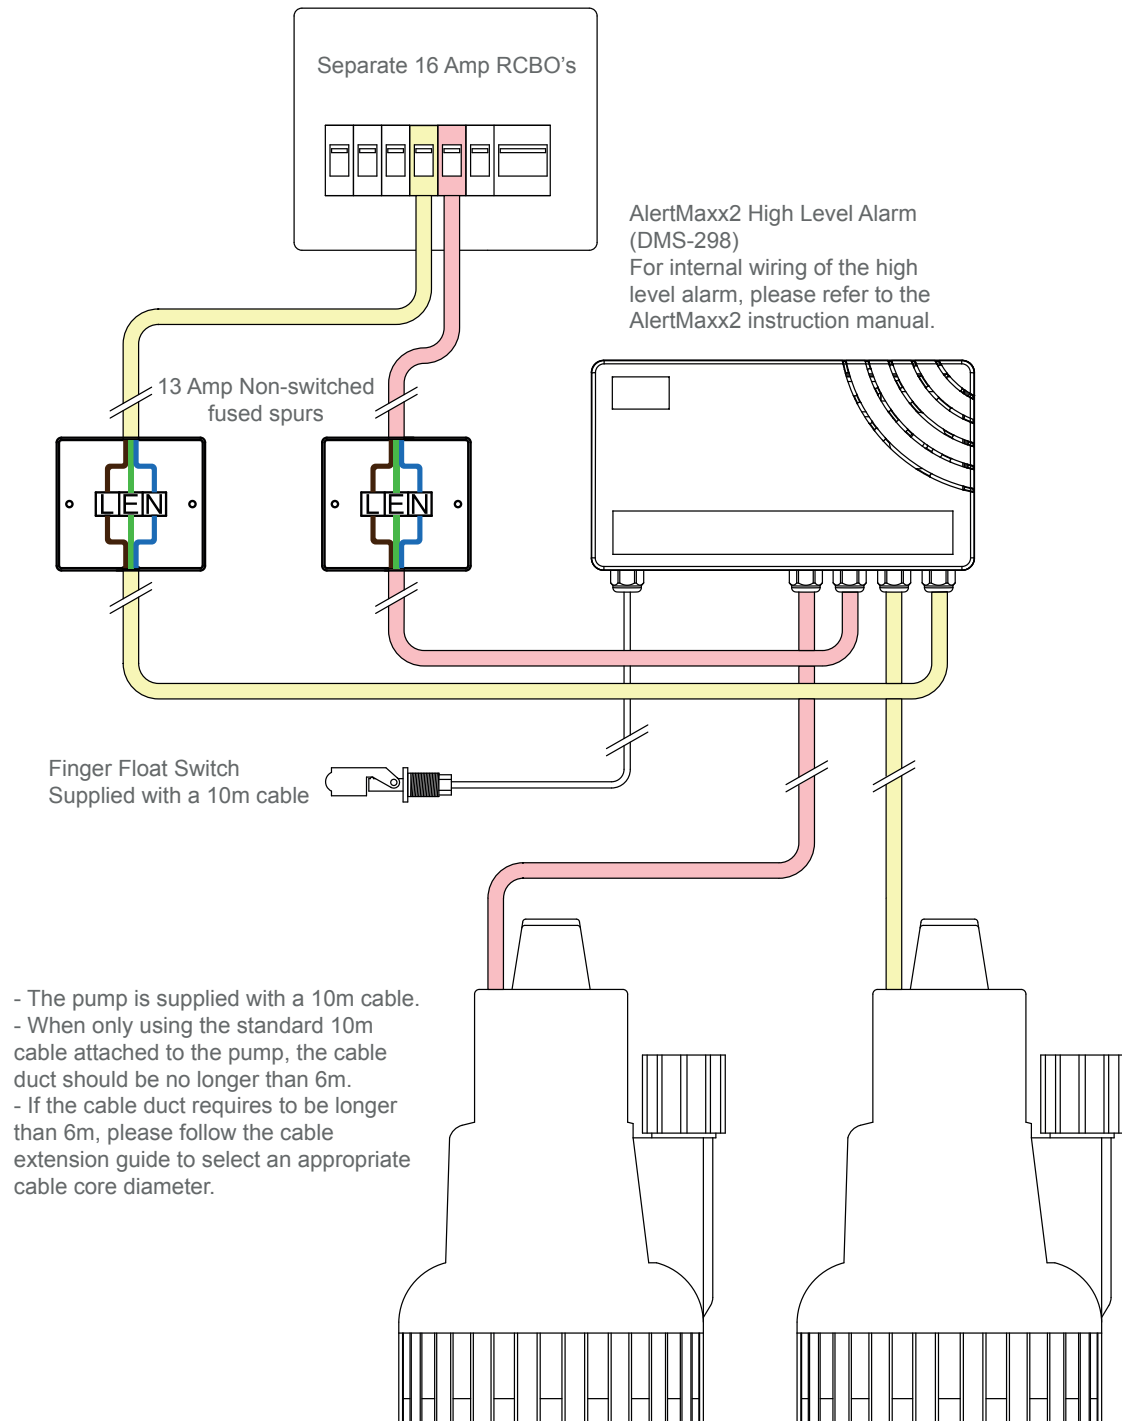 Separate 16 Amp RCBO's
AlertMaxx2 High Level Alarm
(DMS-298)
For internal wiring of the high
level alarm, please refer to the
AlertMaxx2 instruction manual.
13 Amp Non-switched
fused spurs
L E N
L E N
Finger Float Switch
Supplied with a 10m cable
- The pump is supplied with a 10m cable.
- When only using the standard 10m
cable attached to the pump, the cable
duct should be no longer than 6m.
- If the cable duct requires to be longer
than 6m, please follow the cable
extension guide to select an appropriate
cable core diameter.